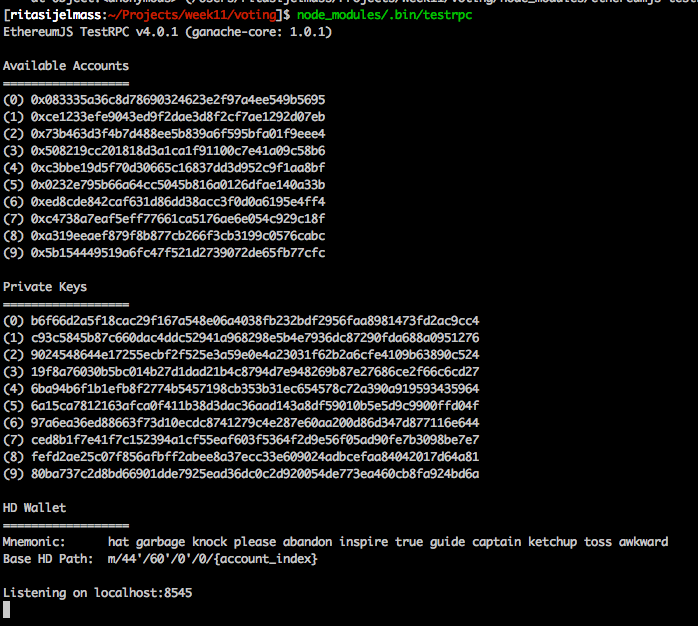 [ritasijelmass:~/Projects/week11/voting]$ node_modules/.bin/testrpc
EthereumJS TestRPC v4.0.1 (ganache-core: 1.0.1)
Available Accounts
==================
(0) 0x083335a36c8d78690324623e2f97a4ee549b5695
(1) 0xce1233efe9043ed9f2dae3d8f2cf7ae1292d07eb
(2) 0x73b463d3f4b7d488ee5b839a6f595bfa01f9eee4
(3) 0x508219cc201818d3a1ca1f91100c7e41a09c58b6
(4) 0xc3bbe19d5f70d30665c16837dd3d952c9f1aa8bf
(5) 0x0232e795b66a64cc5045b816a0126dfae140a33b
(6) 0xed8cde842caf631d86dd38acc3f0d0a6195e4ff4
(7) 0xc4738a7eaf5eff77661ca5176ae6e054c929c18f
(8) 0xa319eeaef879f8b877cb266f3cb3199c0576cabc
(9) 0x5b154449519a6fc47f521d2739072de65fb77cfc
Private Keys
==================
(0) b6f66d2a5f18cac29f167a548e06a4038fb232bdf2956faa8981473fd2ac9cc4
(1) c93c5845b87c660dac4ddc52941a968298e5b4e7936dc87290fda688a0951276
(2) 9024548644e17255ecbf2f525e3a59e0e4a23031f62b2a6cfe4109b63890c524
(3) 19f8a76030b5bc014b27d1dad21b4c8794d7e948269b87e27686ce2f66c6cd27
(4) 6ba94b6f1b1efb8f2774b5457198cb353b31ec654578c72a390a919593435964
(5) 6a15ca7812163afca0f411b38d3dac36aad143a8df59010b5e5d9c9900ffd04f
(6) 97a6ea36ed88663f73d10ecdc8741279c4e287e60aa200d86d347d877116e644
(7) ced8b1f7e41f7c152394a1cf55eaf603f5364f2d9e56f05ad90fe7b3098be7e7
(8) fefd2ae25c07f856afbff2abee8a37ecc33e609024adbcefaa84042017d64a81
(9) 80ba737c2d8bd66901dde7925ead36dc0c2d920054de773ea460cb8fa924bd6a
HD Wallet
==================
Mnemonic:      hat garbage knock please abandon inspire true guide captain ketchup toss awkward
Base HD Path:  m/44'/60'/0'/0/{account_index}
Listening on localhost:8545